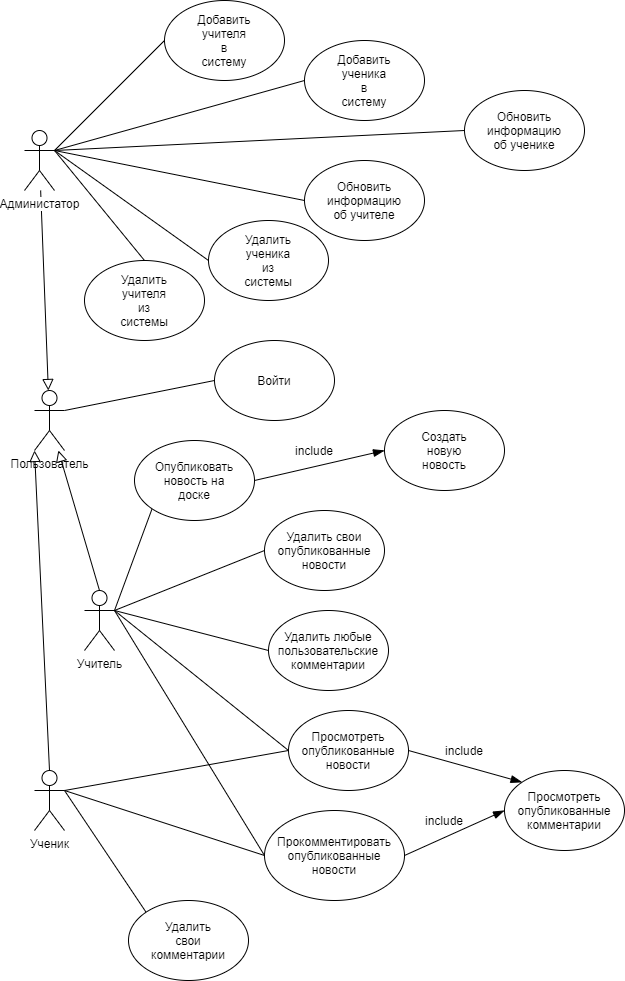 Добавить
учителя
в
систему
Добавить
ученика
в
систему
Обновить
информацию
об ученике
Администратор
Обновить
информацию
об учителе
Удалить
ученика
из
системы
Удалить
учителя
из
системы
Войти
Пользователь
Опубликовать
новость на
доске
include
Создать
новую
новость
Удалить свои
опубликованные
новости
Учитель
Удалить любые
пользовательские
комментарии
Просмотреть
опубликованные
новости
include
Просмотреть
опубликованные
комментарии
Ученик
Прокомментировать
опубликованные
новости
include
Удалить
свои
комментарии